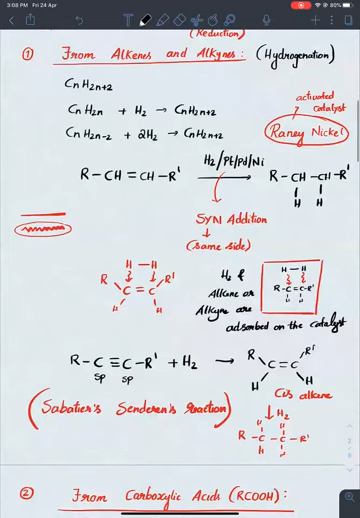 3:08 PM Fri 24 Apr
80%
(Reduction)
① From Alkenes and Alkynes: (Hydrogenation)
CnH2n+2
activated catalyst
CnH2n + H2 → CnH2n+2
Raney Nickel
CnH2n-2 + 2H2 → CnH2n+2
R-CH=CH-R' H2/Pt/Pd/Ni → R-CH-CH-R'
H H
SYN Addition
(same side)
H-H
R R'
C=C
H H
H2 &
Alkene or
Alkyne are
adsorbed on the catalyst
H-H
R-C=C-R'
H H
R-C≡C-R' + H2 → R R'
sp sp
C=C
H H
Cis alkene
↓H2
(Sabatier's Senderen's reaction)
H H
R-C-C-R'
H H
② From Carboxylic Acids (RCOOH):
2
8